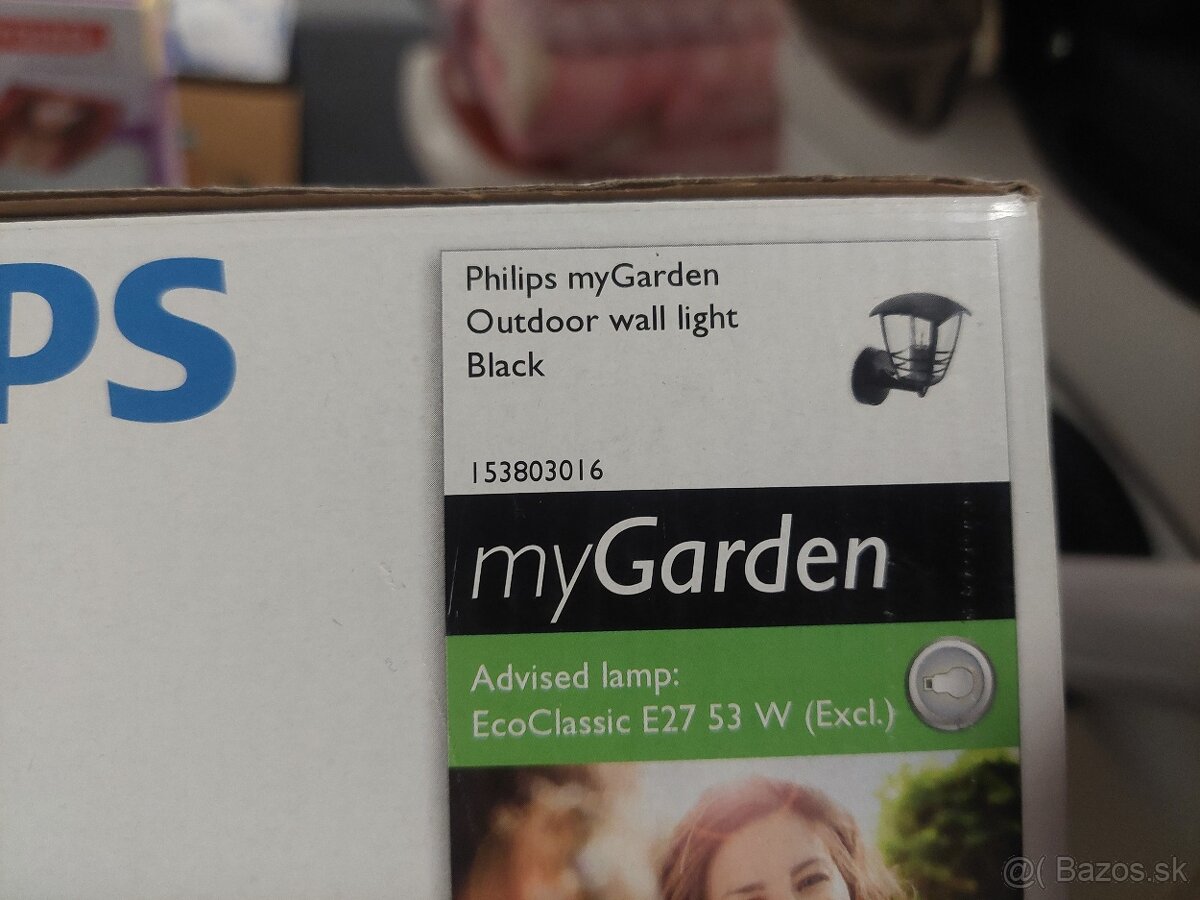 PS
Philips myGarden
Outdoor wall light
Black
153803016
myGarden
Advised lamp:
EcoClassic E27 53 W (Excl.)
@( Bazos.sk